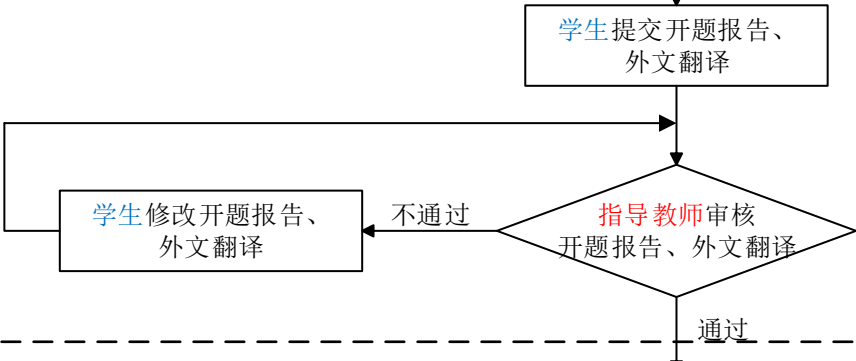 学生提交开题报告、
外文翻译
学生修改开题报告、
外文翻译
不通过
指导教师审核
开题报告、外文翻译
通过